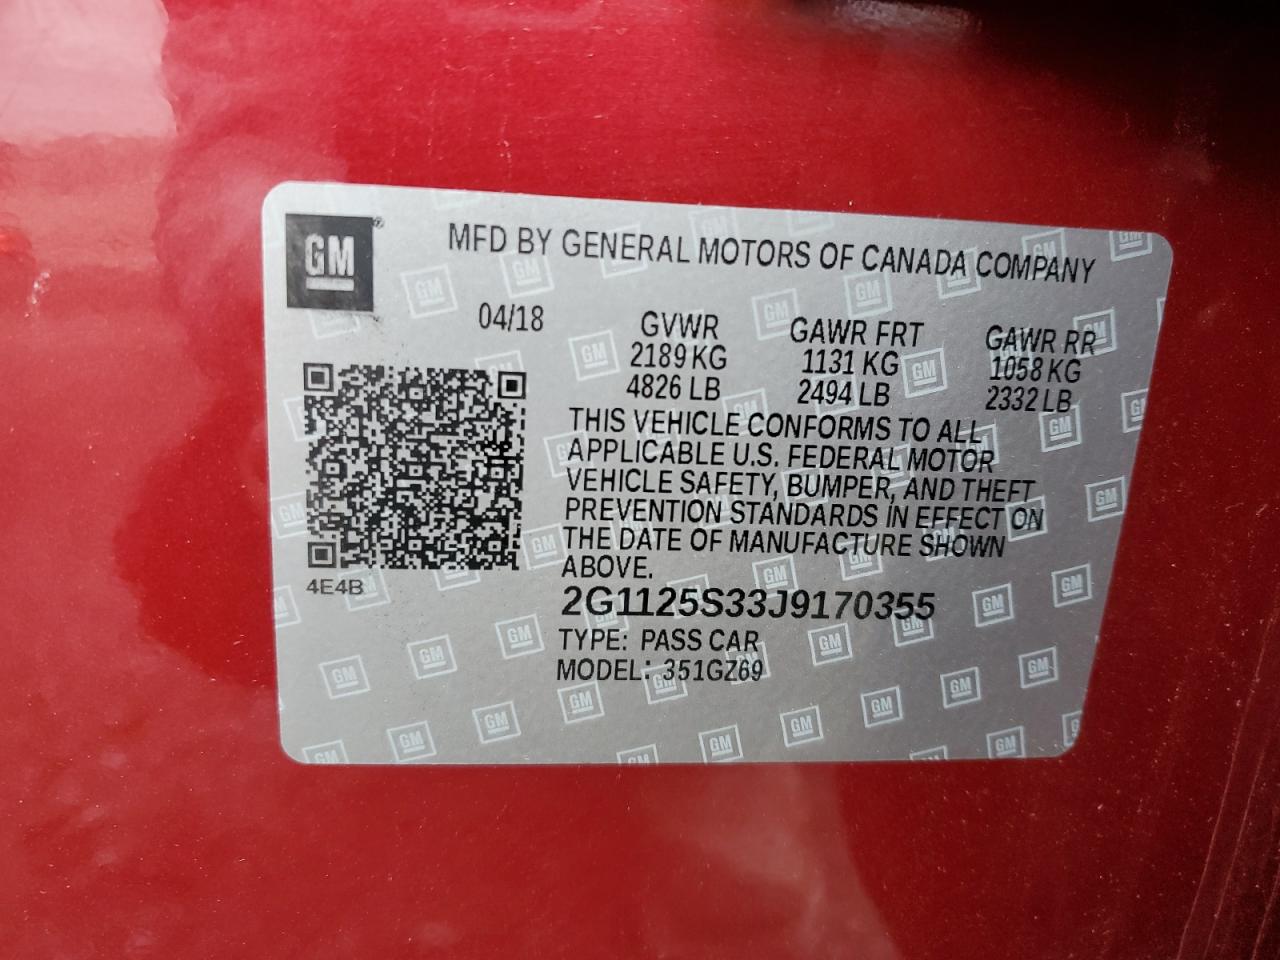 GM
MFD BY GENERAL MOTORS OF CANADA COMPANY
04/18
GVWR GAWR FRT GAWR RR
2189 KG 1131 KG 1058 KG
4826 LB 2494 LB 2332 LB
THIS VEHICLE CONFORMS TO ALL
APPLICABLE U.S. FEDERAL MOTOR
VEHICLE SAFETY, BUMPER, AND THEFT
PREVENTION STANDARDS IN EFFECT ON
THE DATE OF MANUFACTURE SHOWN
ABOVE.
4E4B
2G1125S33J9170355
TYPE: PASS CAR
MODEL: 351GZ69